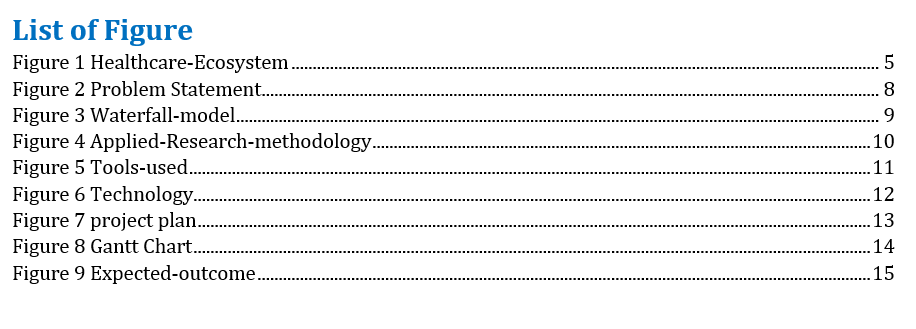 List of Figure
Figure 1 Healthcare-Ecosystem 5
Figure 2 Problem Statement 8
Figure 3 Waterfall-model 9
Figure 4 Applied-Research-methodology 10
Figure 5 Tools-used 11
Figure 6 Technology 12
Figure 7 project plan 13
Figure 8 Gantt Chart 14
Figure 9 Expected-outcome 15